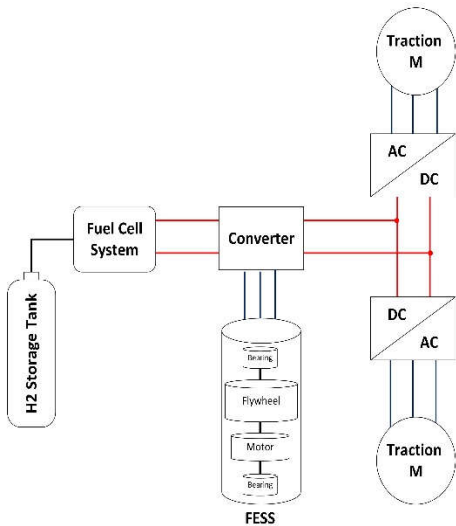 Traction
M
AC
DC
Fuel Cell
System
Converter
H2 Storage Tank
DC
AC
Bearing
Flywheel
Motor
Bearing
Traction
M
FESS